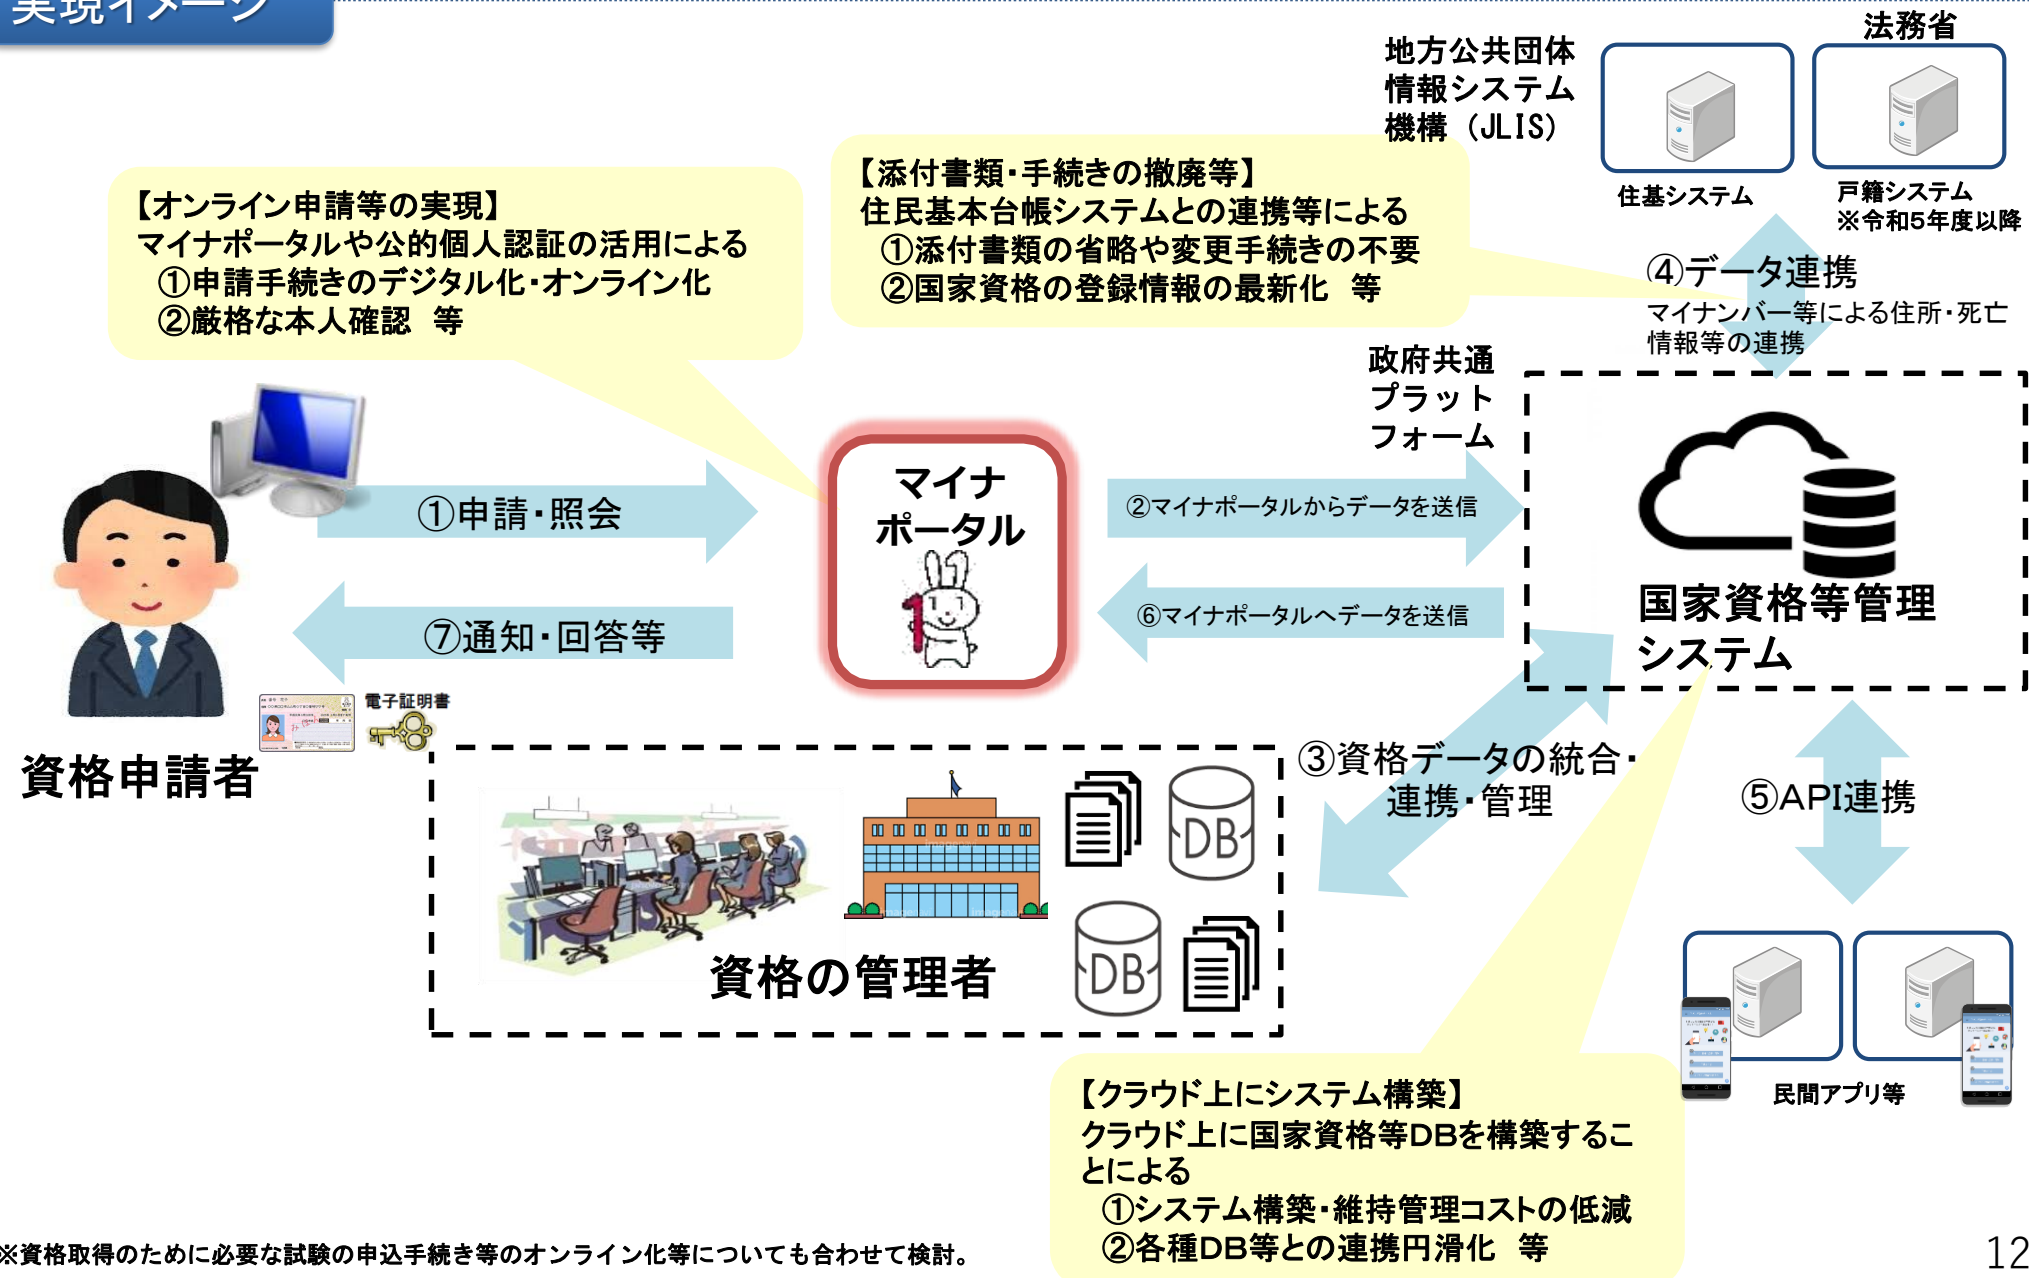 実現イメージ
法務省
地方公共団体
情報システム
機構（JLIS）
住基システム
戸籍システム
※令和5年度以降
【オンライン申請等の実現】
マイナポータルや公的個人認証の活用による
①申請手続きのデジタル化・オンライン化
②厳格な本人確認　等
【添付書類・手続きの撤廃等】
住民基本台帳システムとの連携等による
①添付書類の省略や変更手続きの不要
②国家資格の登録情報の最新化　等
④データ連携
マイナンバー等による住所・死亡
情報等の連携
政府共通
プラット
フォーム
マイナ
ポータル
①申請・照会
②マイナポータルからデータを送信
⑥マイナポータルへデータを送信
⑦通知・回答等
国家資格等管理
システム
電子証明書
資格申請者
③資格データの統合・
連携・管理
⑤API連携
DB
DB
資格の管理者
民間アプリ等
【クラウド上にシステム構築】
クラウド上に国家資格等DBを構築するこ
とによる
①システム構築・維持管理コストの低減
②各種DB等との連携円滑化　等
※資格取得のために必要な試験の申込手続き等のオンライン化等についても合わせて検討。
12